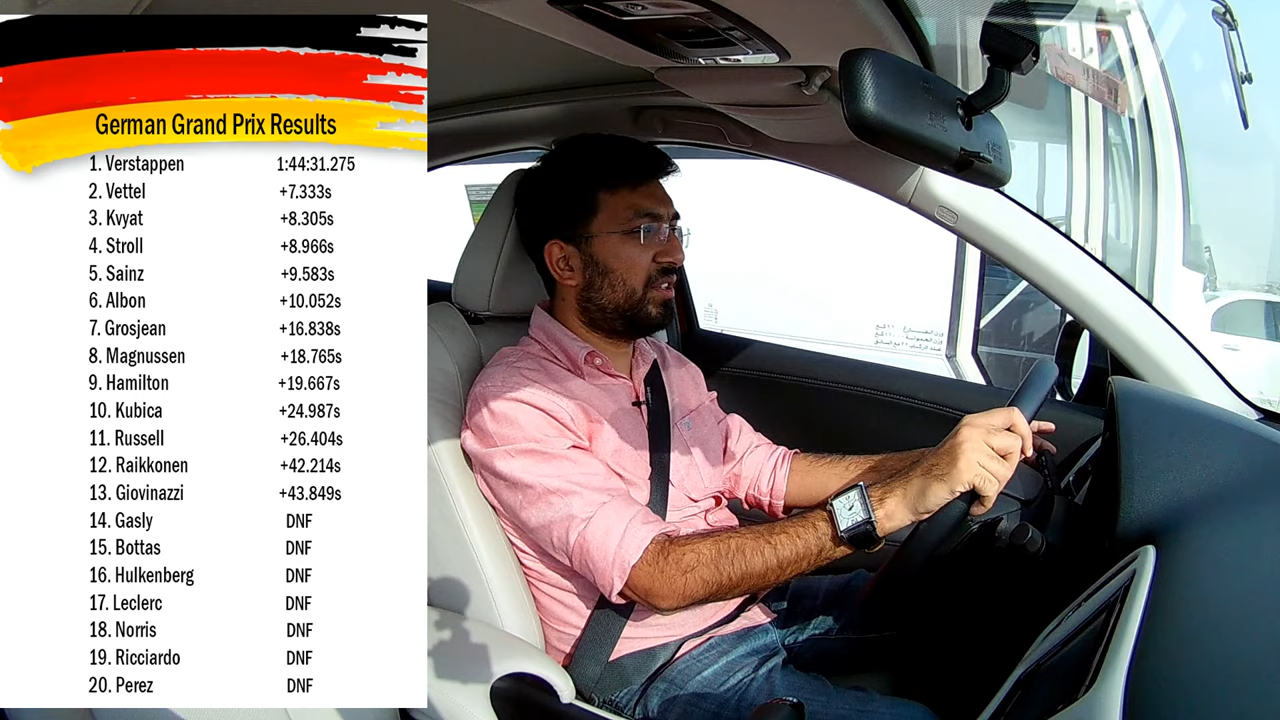 German Grand Prix Results
1. Verstappen 1:44:31.275
2. Vettel +7.333s
3. Kvyat +8.305s
4. Stroll +8.966s
5. Sainz +9.583s
6. Albon +10.052s
7. Grosjean +16.838s
8. Magnussen +18.765s
9. Hamilton +19.667s
10. Kubica +24.987s
11. Russell +26.404s
12. Raikkonen +42.214s
13. Giovinazzi +43.849s
14. Gasly DNF
15. Bottas DNF
16. Hulkenberg DNF
17. Leclerc DNF
18. Norris DNF
19. Ricciardo DNF
20. Perez DNF